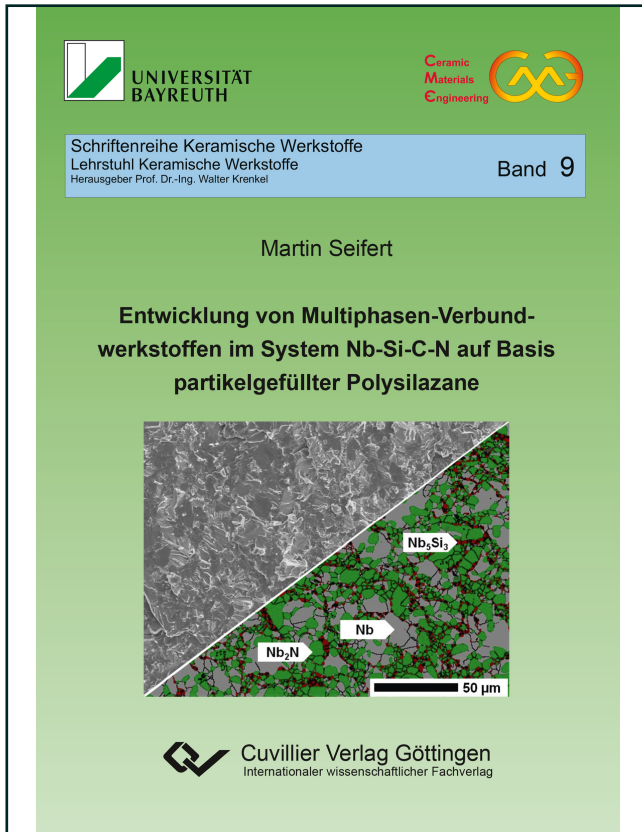 UNIVERSITÄT
BAYREUTH
Ceramic
Materials
Engineering
Schriftenreihe Keramische Werkstoffe
Lehrstuhl Keramische Werkstoffe
Herausgeber Prof. Dr.-Ing. Walter Krenkel
Band 9
Martin Seifert
Entwicklung von Multiphasen-Verbund-
werkstoffen im System Nb-Si-C-N auf Basis
partikelgefüllter Polysilazane
Nb₅Si₃
Nb
Nb₂N
50 µm
Cuvillier Verlag Göttingen
Internationaler wissenschaftlicher Fachverlag